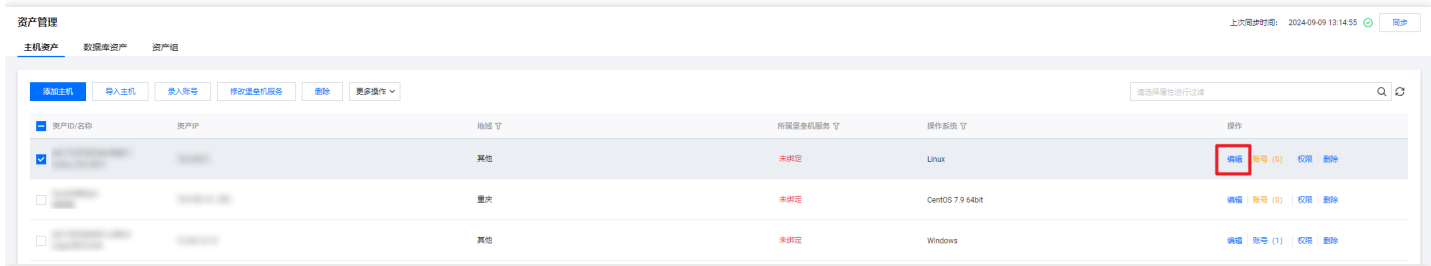 资产管理 上次同步时间: 2024-09-09 13:14:55 同步
主机资产 数据库资产 资产组
添加主机 导入主机 录入账号 修改堡垒机服务 删除 更多操作 请选择属性进行过滤
资产ID/名称 资产IP 地域 所属堡垒机服务 操作系统 操作
其他 未绑定 Linux 编辑 账号 (0) 权限 删除
重庆 未绑定 CentOS 7.9 64bit 编辑 账号 (0) 权限 删除
其他 未绑定 Windows 编辑 账号 (1) 权限 删除